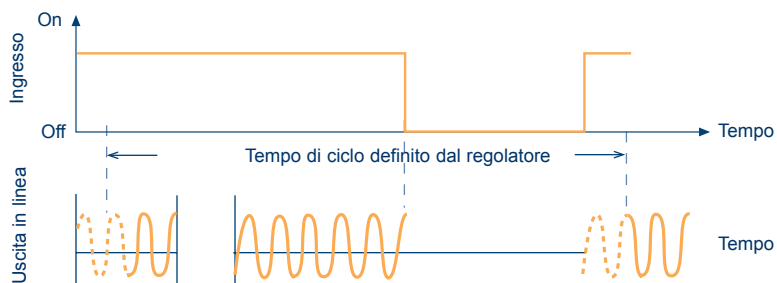 On
Ingresso
Off
Tempo
Tempo di ciclo definito dal regolatore
Uscita in linea
Tempo